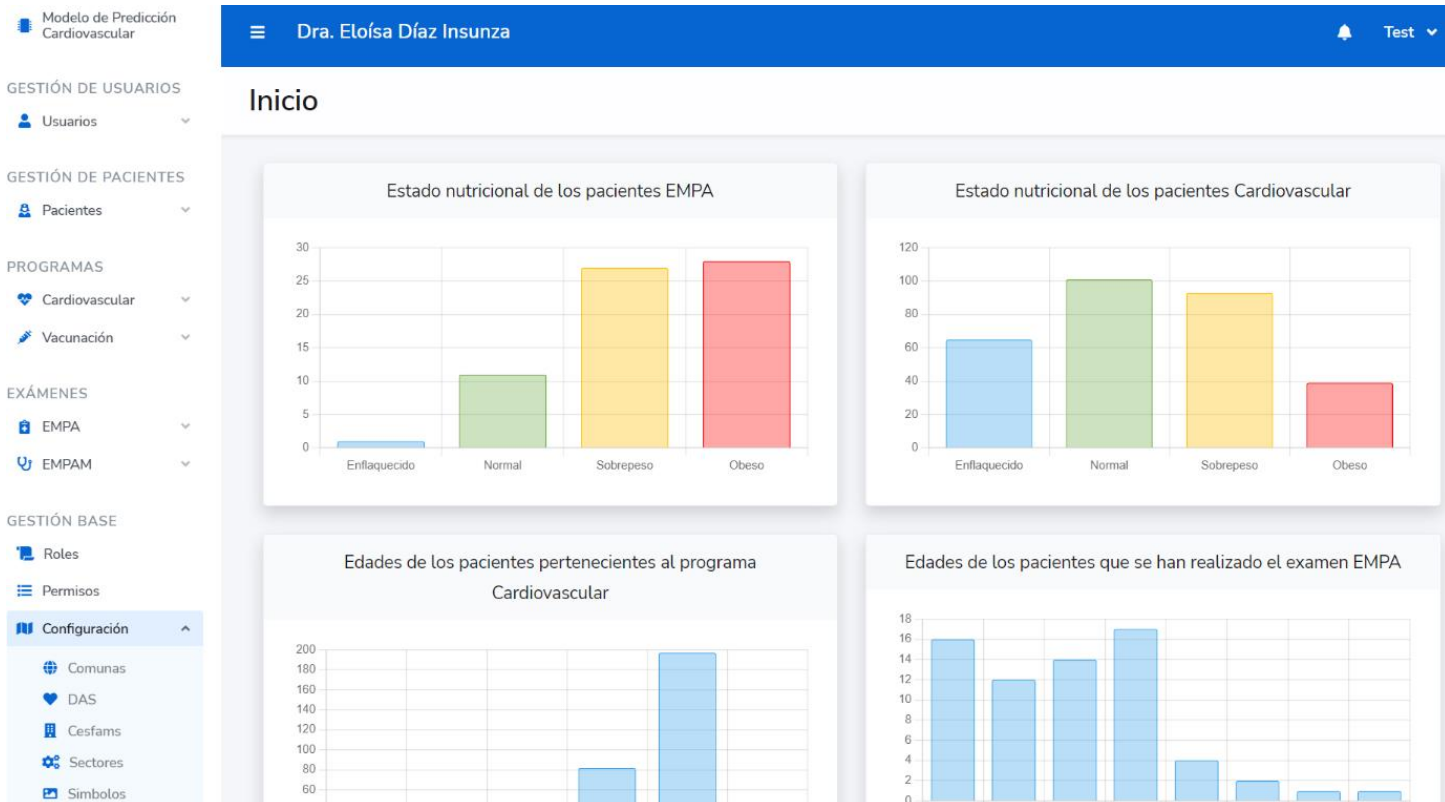 Modelo de Predicción
Cardiovascular
GESTIÓN DE USUARIOS
Usuarios
GESTIÓN DE PACIENTES
Pacientes
PROGRAMAS
Cardiovascular
Vacunación
EXÁMENES
EMPA
EMPAM
GESTIÓN BASE
Roles
Permisos
Configuración
Comunas
DAS
Cesfams
Sectores
Simbolos
Dra. Eloísa Díaz Insunza
Test
Inicio
Estado nutricional de los pacientes EMPA
30
25
20
15
10
5
0
Enflaquecido Normal Sobrepeso Obeso
Estado nutricional de los pacientes Cardiovascular
120
100
80
60
40
20
0
Enflaquecido Normal Sobrepeso Obeso
Edades de los pacientes pertenecientes al programa
Cardiovascular
200
180
160
140
120
100
80
60
Edades de los pacientes que se han realizado el examen EMPA
18
16
14
12
10
8
6
4
2
0